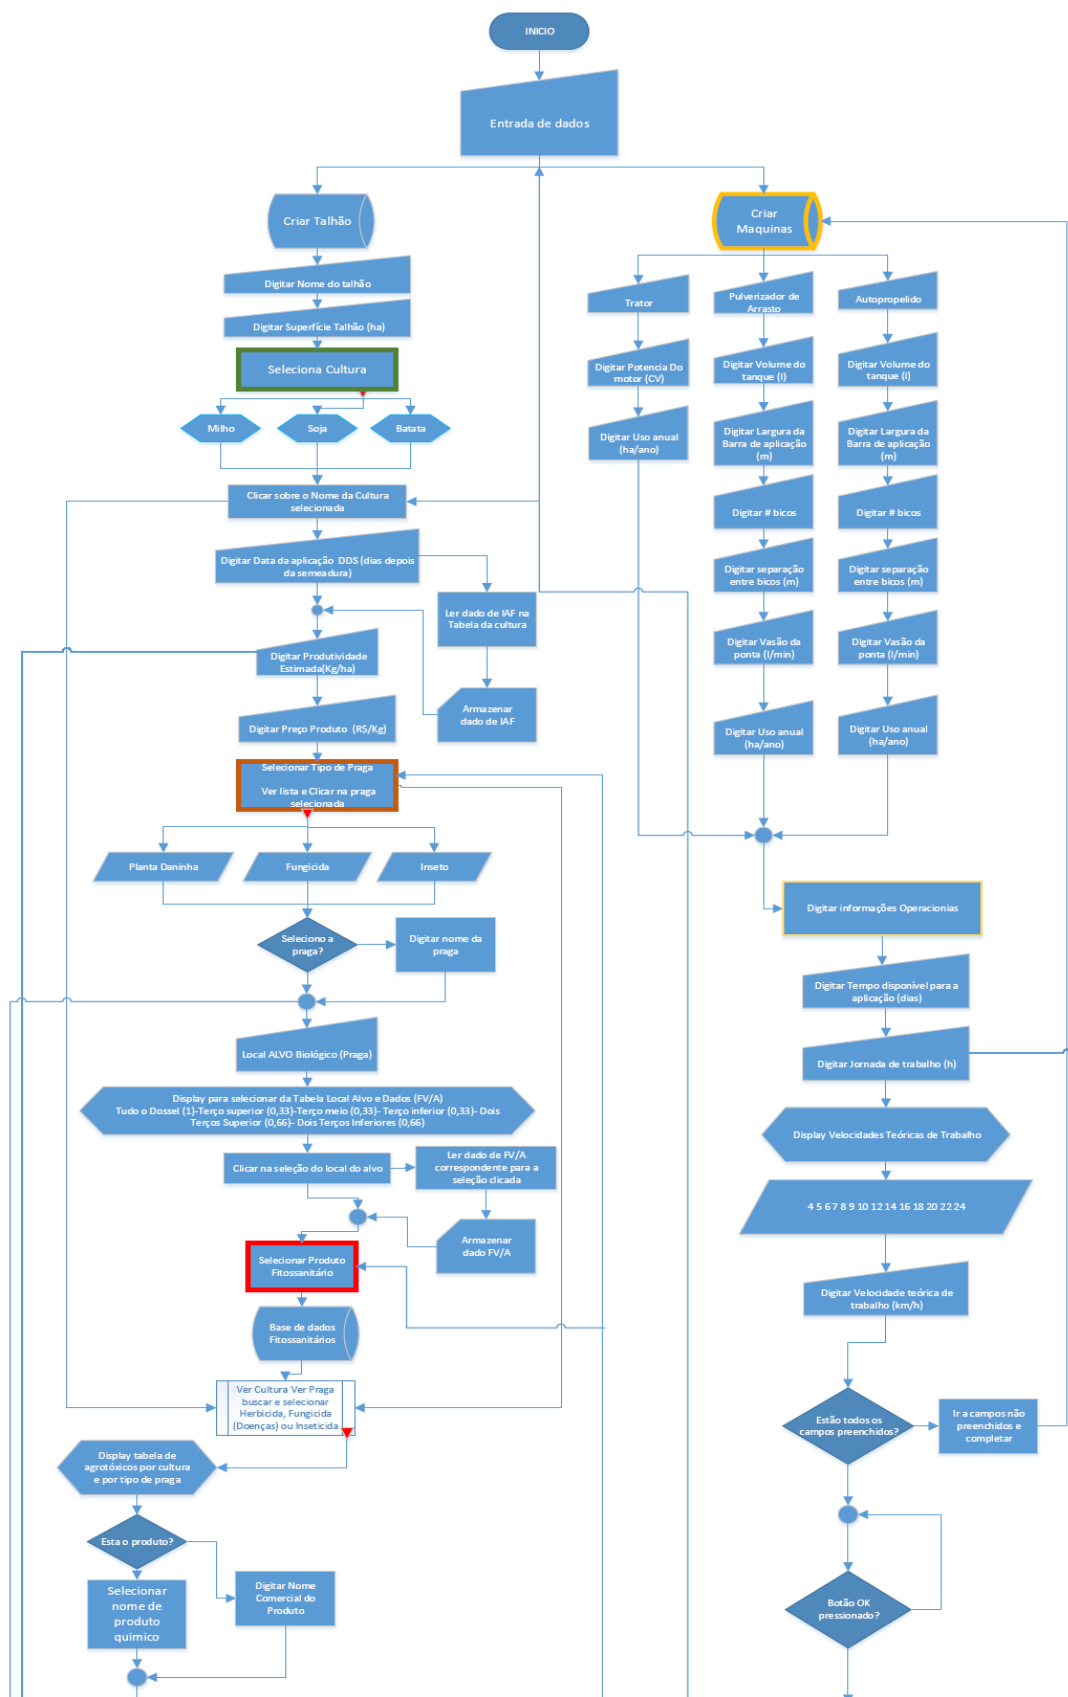 INICIO
Entrada de dados
Criar Talhão
Digitar Nome do talhão
Digitar Superfície Talhão (ha)
Seleciona Cultura
Milho
Soja
Batata
Clicar sobre o Nome da Cultura
selecionada
Digitar Data da aplicação DDS (dias depois
da semeadura)
Ler dado de IAF na
Tabela da cultura
Armazenar
dado de IAF
Digitar Produtividade
Estimada(Kg/ha)
Digitar Preço Produto (R$/Kg)
Selecionar Tipo de Praga
Ver lista e Clicar na praga
selecionada
Planta Daninha
Fungicida
Inseto
Seleciono a
praga?
Digitar nome da
praga
Local ALVO Biológico (Praga)
Display para selecionar da Tabela Local Alvo e Dados (FV/A)
Tudo o Dossel (1)-Terço superior (0,33)-Terço meio (0,33)- Terço inferior (0,33)- Dois
Terços Superior (0,66)- Dois Terços Inferiores (0,66)
Clicar na seleção do local do alvo
Ler dado de FV/A
correspondente para a
seleção clicada
Armazenar
dado FV/A
Selecionar Produto
Fitossanitário
Base de dados
Fitossanitários
Ver Cultura Ver Praga
buscar e selecionar
Herbicida, Fungicida
(Doenças) ou Inseticida
Display tabela de
agrotóxicos por cultura
e por tipo de praga
Esta o produto?
Selecionar
nome de
produto
quimico
Digitar Nome
Comercial do
Produto
Criar
Maquinas
Trator
Digitar Potencia Do
motor (CV)
Digitar Uso anual
(ha/ano)
Pulverizador de
Arrasto
Digitar Volume do
tanque (l)
Digitar Largura da
Barra de aplicação
(m)
Digitar # bicos
Digitar separação
entre bicos (m)
Digitar Vasão da
ponta (l/min)
Digitar Uso anual
(ha/ano)
Autopropelido
Digitar Volume do
tanque (l)
Digitar Largura da
Barra de aplicação
(m)
Digitar # bicos
Digitar separação
entre bicos (m)
Digitar Vasão da
ponta (l/min)
Digitar Uso anual
(ha/ano)
Digitar informações Operacionias
Digitar Tempo disponível para a
aplicação (dias)
Digitar Jornada de trabalho (h)
Display Velocidades Teóricas de Trabalho
4 5 6 7 8 9 10 12 14 16 18 20 22 24
Digitar Velocidade teórica de
trabalho (km/h)
Estão todos os
campos preenchidos?
Ir a campos não
preenchidos e
completar
Botão OK
pressionado?